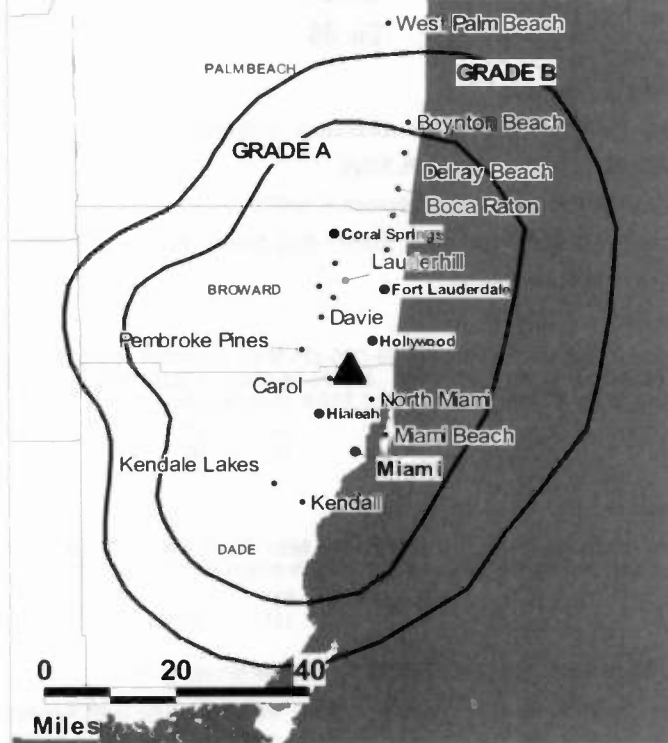 West Palm Beach
PALM BEACH
GRADE B
Boynton Beach
GRADE A
Delray Beach
Boca Raton
Coral Springs
Lauderhill
BROWARD
Fort Lauderdale
Davie
Pembroke Pines
Hollywood
Carol
North Miami
Hialeah
Miami Beach
Kendale Lakes
Miami
Kendall
DADE
0 20 40
Miles